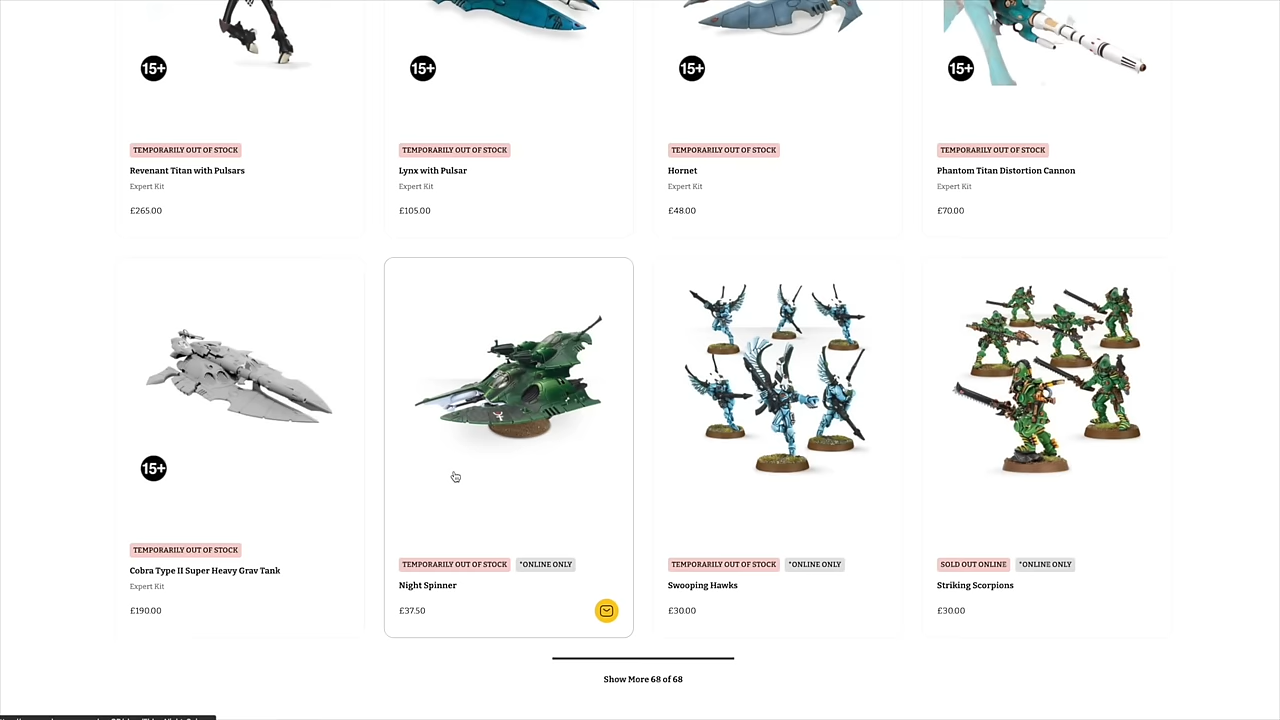 15+
15+
15+
15+
TEMPORARILY OUT OF STOCK
Revenant Titan with Pulsars
Expert Kit
£265.00
TEMPORARILY OUT OF STOCK
Lynx with Pulsar
Expert Kit
£105.00
TEMPORARILY OUT OF STOCK
Hornet
Expert Kit
£48.00
TEMPORARILY OUT OF STOCK
Phantom Titan Distortion Cannon
Expert Kit
£70.00
15+
TEMPORARILY OUT OF STOCK
Cobra Type II Super Heavy Grav Tank
Expert Kit
£190.00
TEMPORARILY OUT OF STOCK *ONLINE ONLY
Night Spinner
£37.50
TEMPORARILY OUT OF STOCK *ONLINE ONLY
Swooping Hawks
£30.00
SOLD OUT ONLINE *ONLINE ONLY
Striking Scorpions
£30.00
Show More 68 of 68